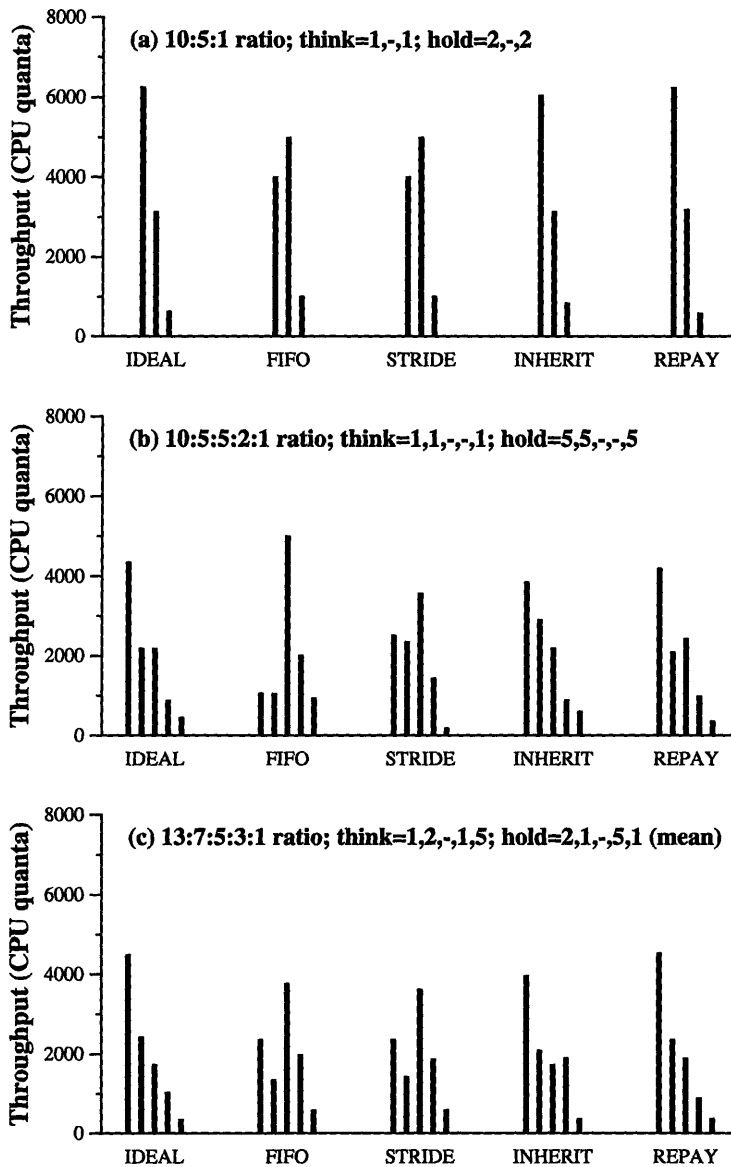 Throughput (CPU quanta)
8000
6000
4000
2000
0
(a) 10:5:1 ratio; think=1,-,1; hold=2,-,2
IDEAL FIFO STRIDE INHERIT REPAY
Throughput (CPU quanta)
8000
6000
4000
2000
0
(b) 10:5:5:2:1 ratio; think=1,1,-,-,1; hold=5,5,-,-,5
IDEAL FIFO STRIDE INHERIT REPAY
Throughput (CPU quanta)
8000
6000
4000
2000
0
(c) 13:7:5:3:1 ratio; think=1,2,-,1,5; hold=2,1,-,5,1 (mean)
IDEAL FIFO STRIDE INHERIT REPAY